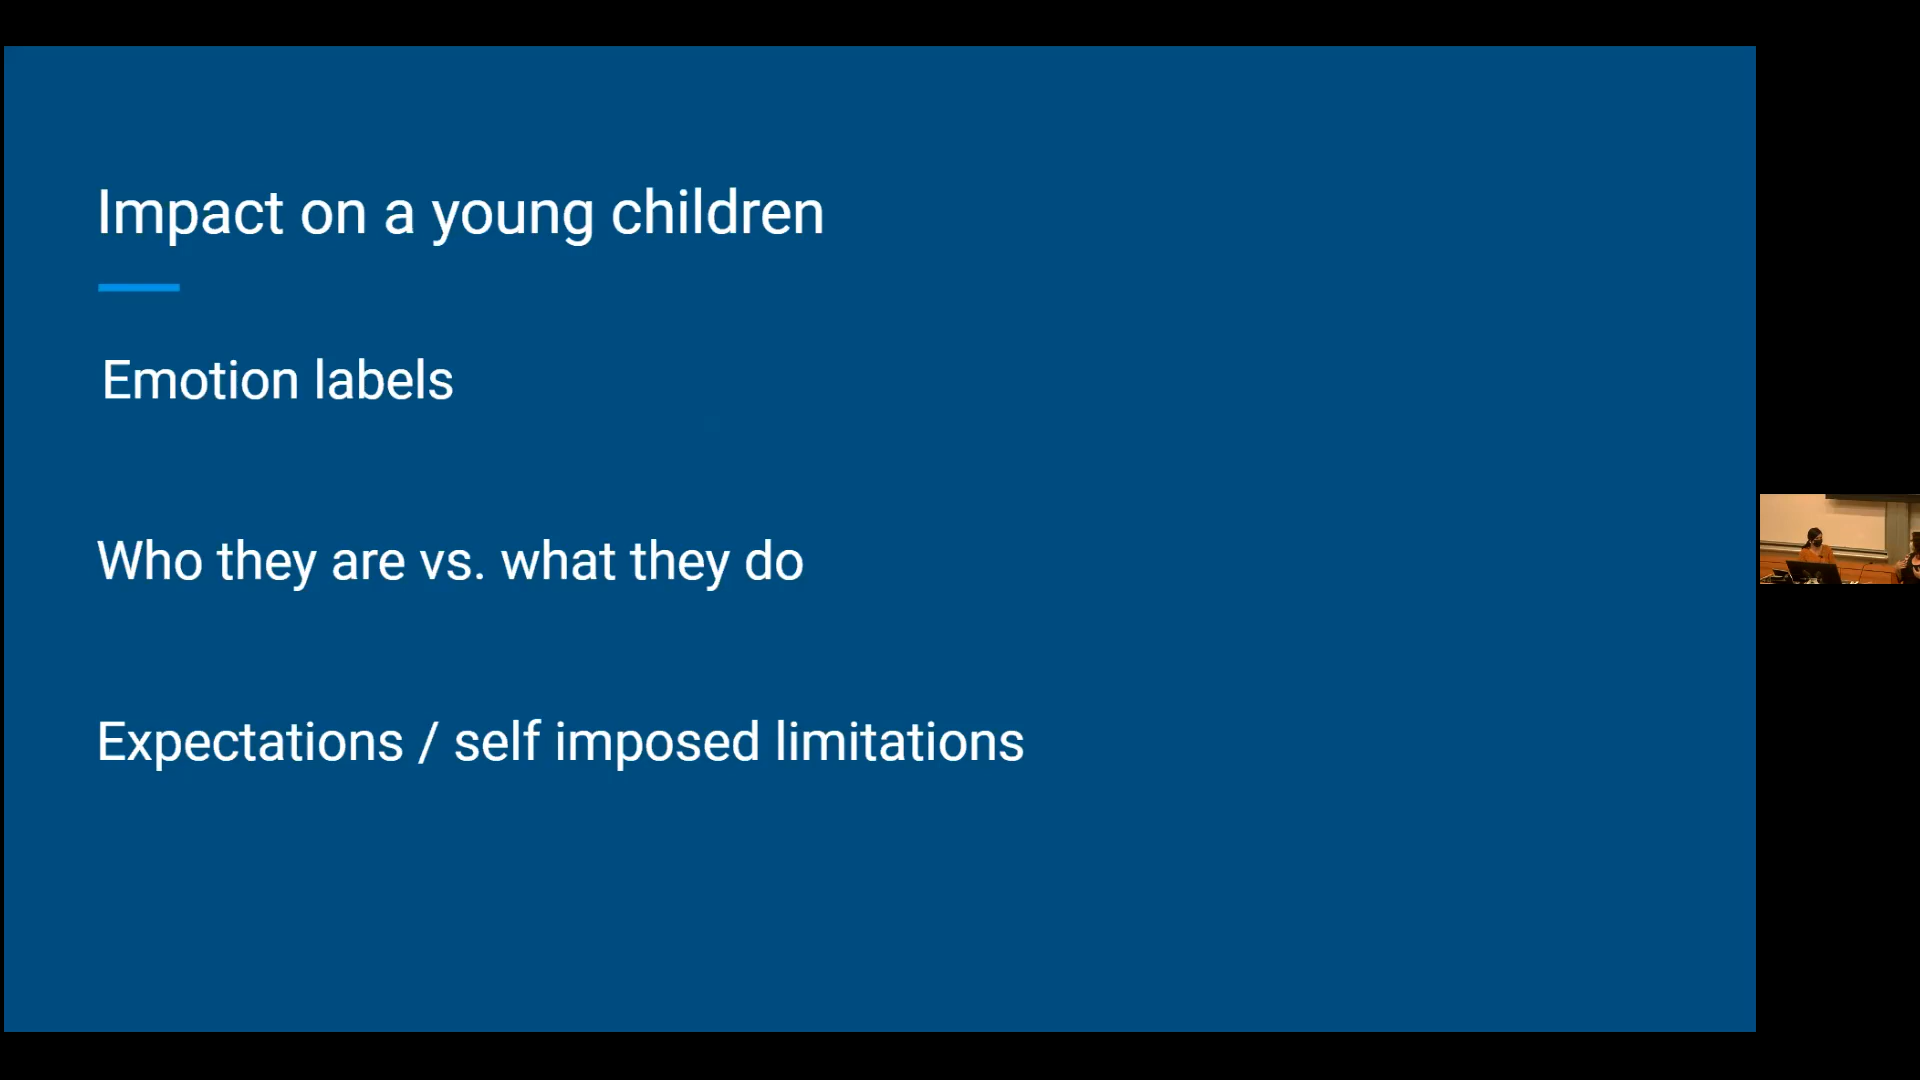 Impact on a young children
Emotion labels
Who they are vs. what they do
Expectations / self imposed limitations